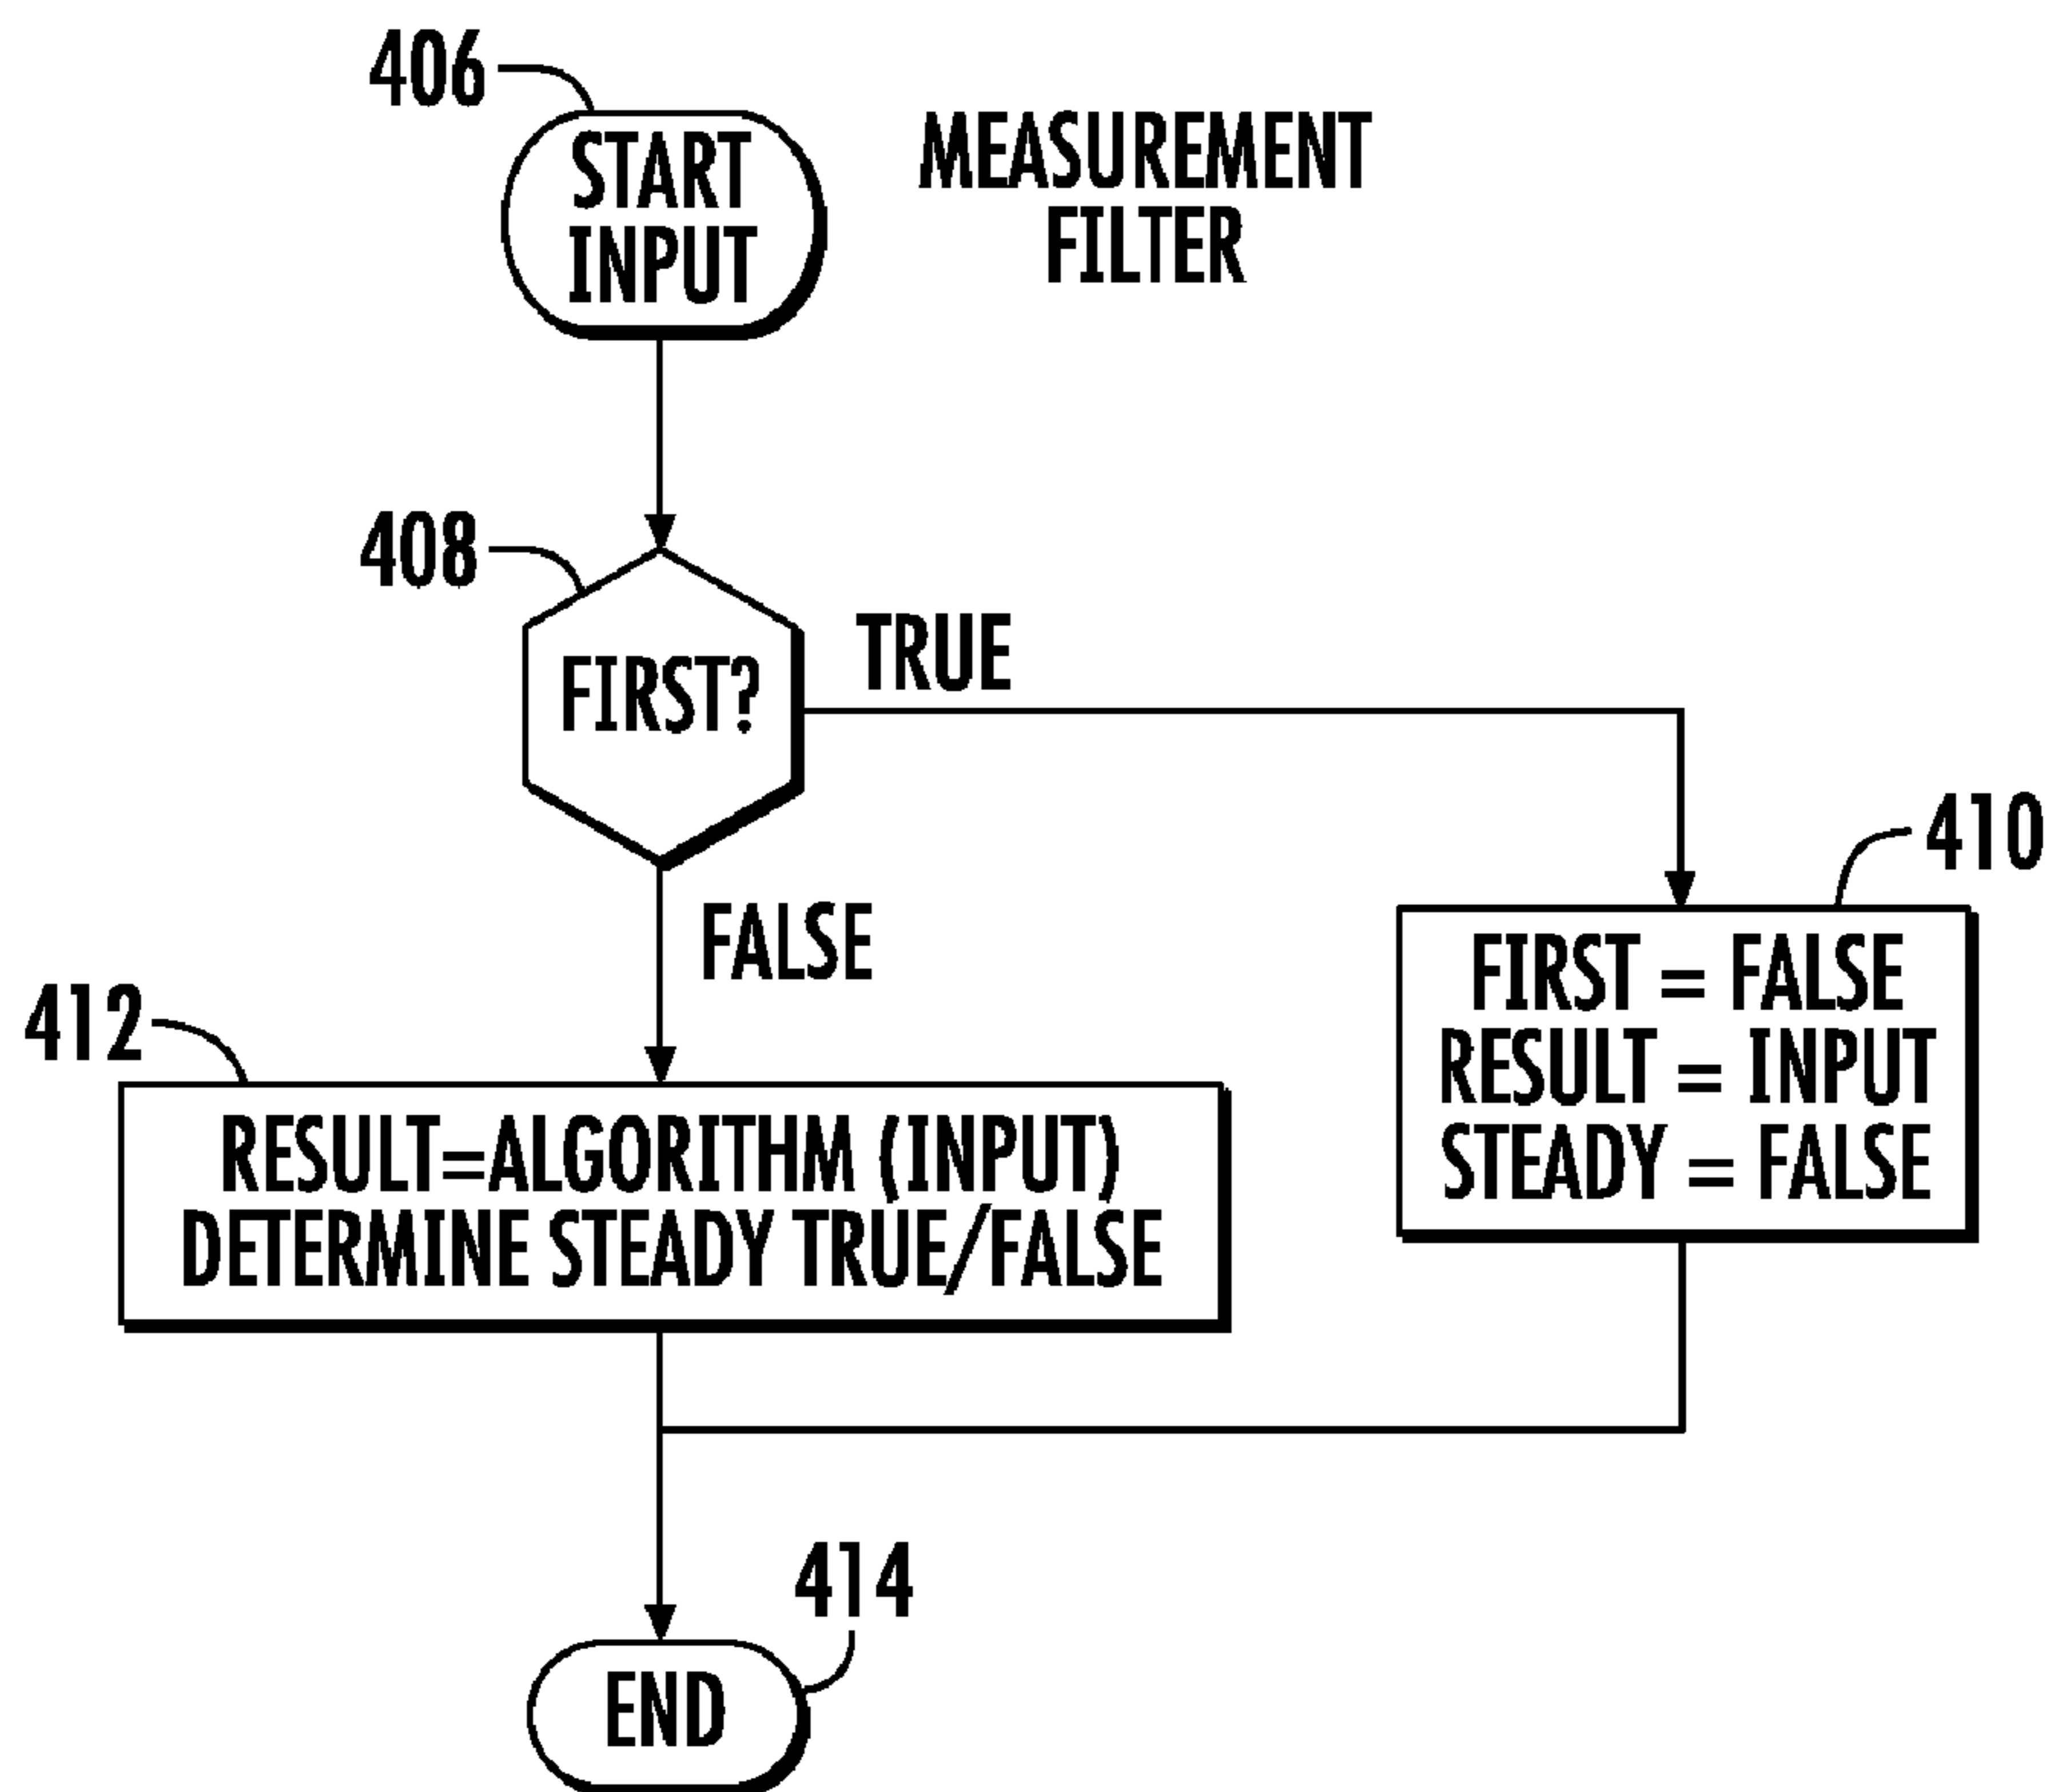 406
START
INPUT
MEASUREMENT
FILTER
408
FIRST?
TRUE
FALSE
410
FIRST = FALSE
RESULT = INPUT
STEADY = FALSE
412
RESULT=ALGORITHM (INPUT)
DETERMINE STEADY TRUE/FALSE
414
END